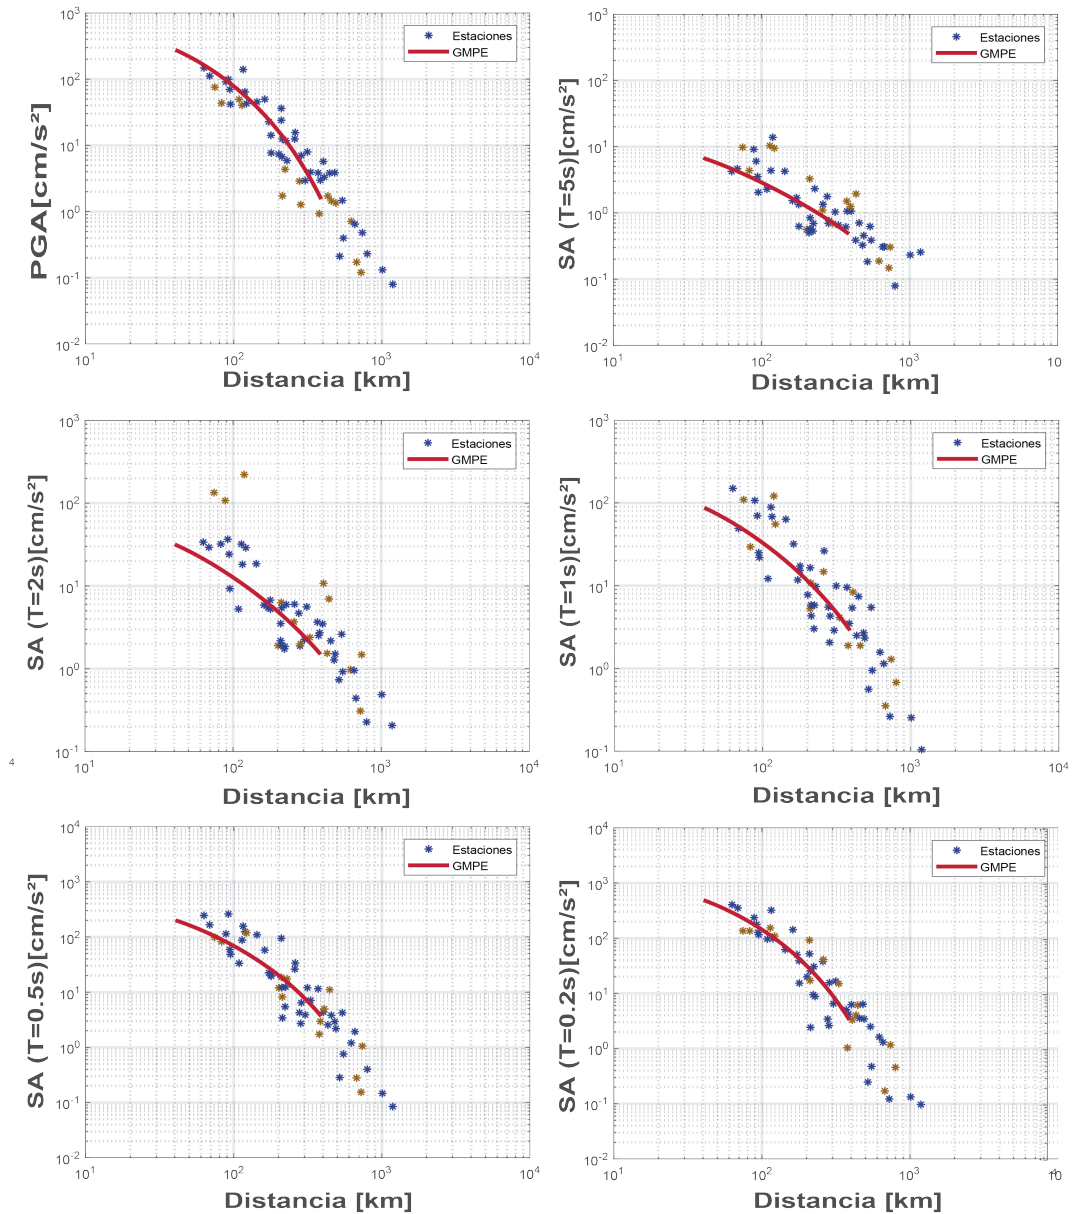 10³
10²
10¹
10⁰
10⁻¹
10⁻²
10¹
10²
10³
10⁴
PGA[cm/s²]
Distancia [km]
Estaciones
GMPE
10³
10²
10¹
10⁰
10⁻¹
10⁻²
10¹
10²
10³
10
SA (T=5s)[cm/s²]
Distancia [km]
Estaciones
GMPE
10³
10²
10¹
10⁰
10⁻¹
10¹
10²
10³
10⁴
SA (T=2s)[cm/s²]
Distancia [km]
Estaciones
GMPE
10³
10²
10¹
10⁰
10⁻¹
10¹
10²
10³
10⁴
SA (T=1s)[cm/s²]
Distancia [km]
Estaciones
GMPE
4
10⁴
10³
10²
10¹
10⁰
10⁻¹
10⁻²
10¹
10²
10³
10⁴
SA (T=0.5s)[cm/s²]
Distancia [km]
Estaciones
GMPE
10⁴
10³
10²
10¹
10⁰
10⁻¹
10⁻²
10¹
10²
10³
10⁴
SA (T=0.2s)[cm/s²]
Distancia [km]
Estaciones
GMPE